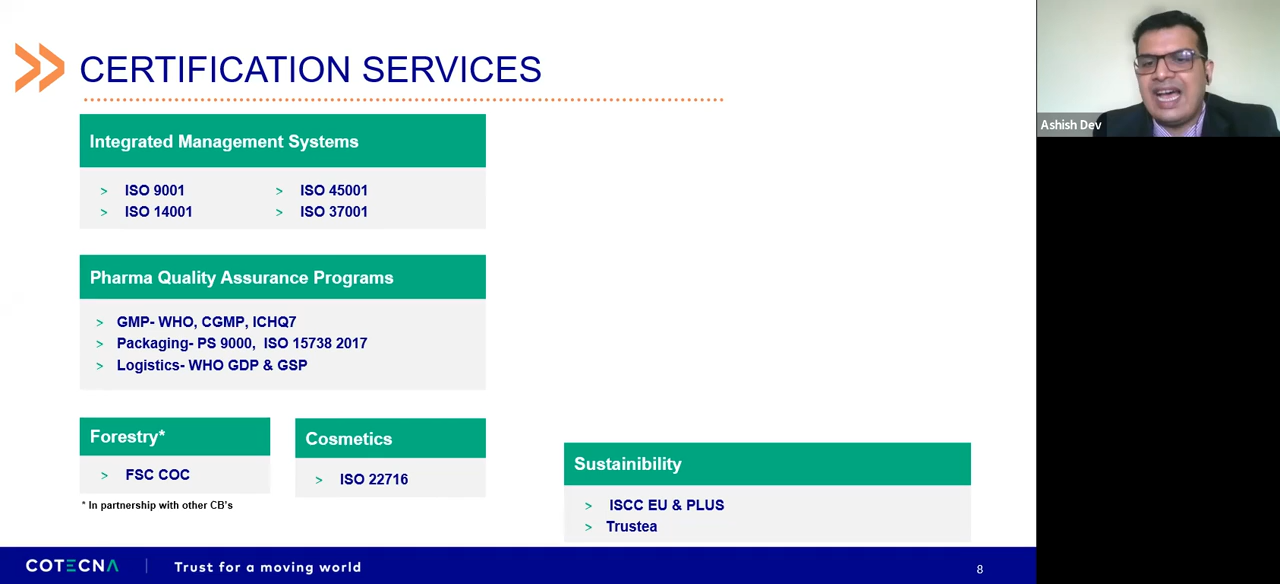 CERTIFICATION SERVICES
Integrated Management Systems
> ISO 9001 > ISO 45001
> ISO 14001 > ISO 37001
Pharma Quality Assurance Programs
> GMP- WHO, CGMP, ICHQ7
> Packaging- PS 9000, ISO 15738 2017
> Logistics- WHO GDP & GSP
Forestry*
> FSC COC
* In partnership with other CB's
Cosmetics
> ISO 22716
Sustainibility
> ISCC EU & PLUS
> Trustea
COTECNA | Trust for a moving world
8
Ashish Dev